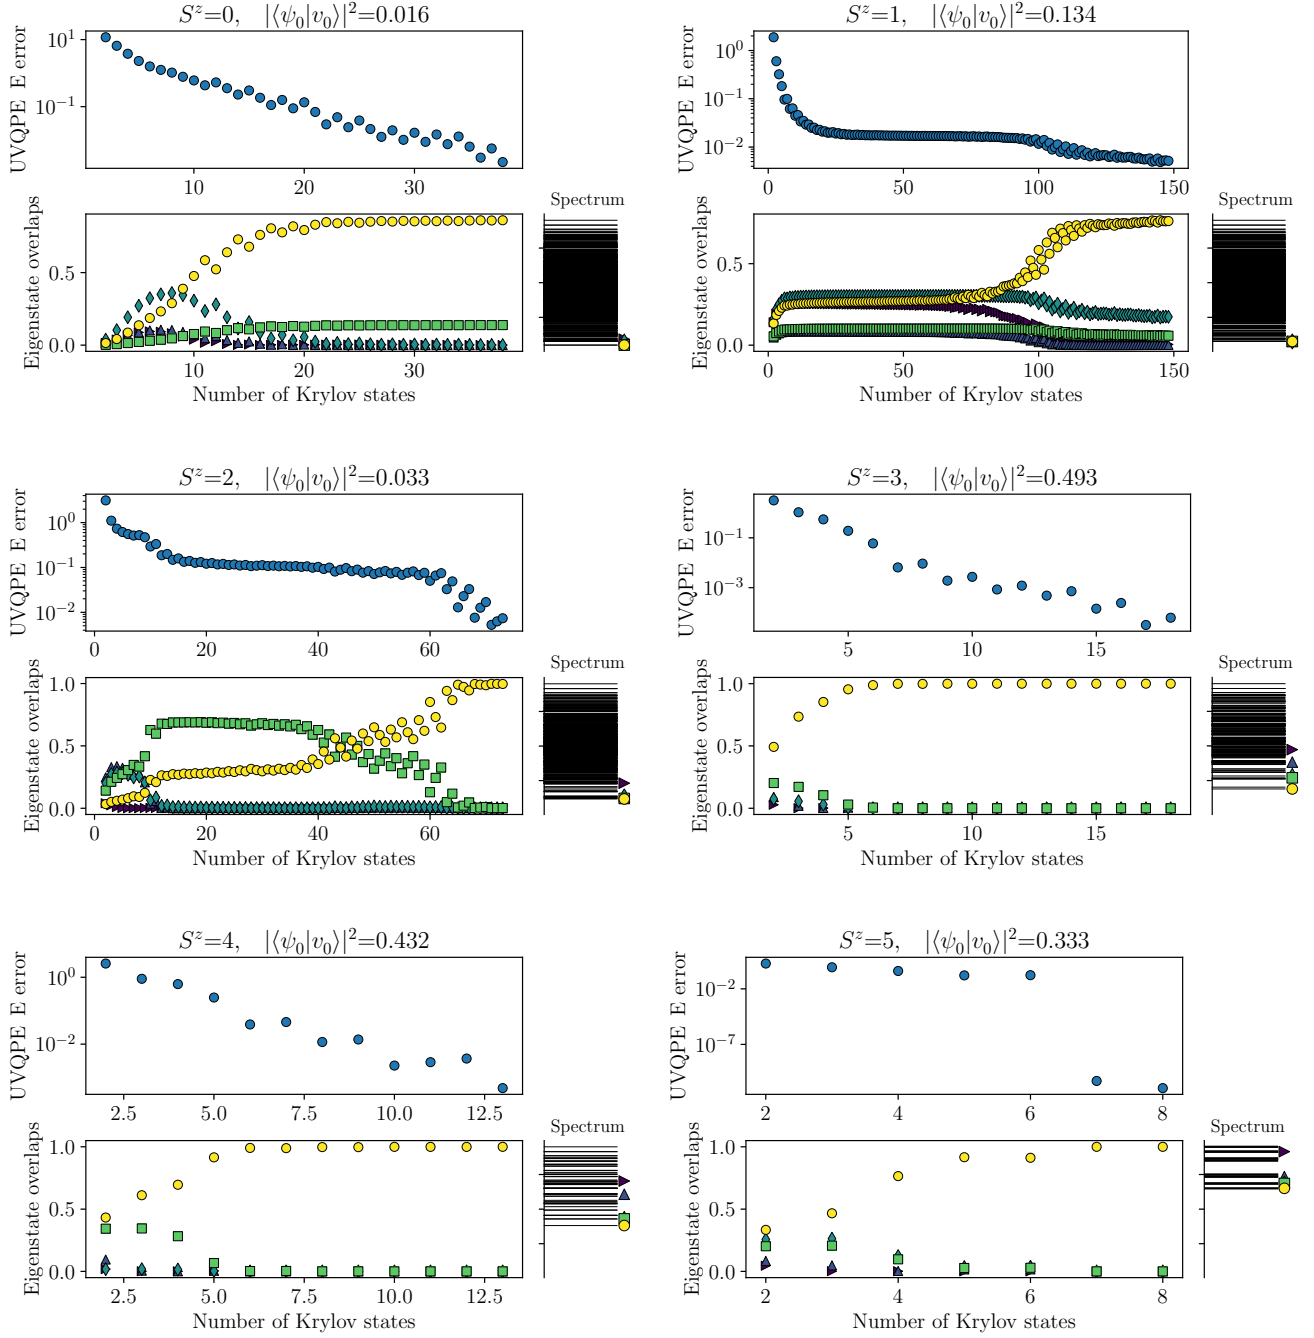 S^z=0, |⟨ψ_0|v_0⟩|^2=0.016
UVQPE E error
10^1
10^{-1}
10 20 30
Eigenstate overlaps
0.5
0.0
10 20 30
Number of Krylov states
Spectrum
S^z=1, |⟨ψ_0|v_0⟩|^2=0.134
UVQPE E error
10^0
10^{-1}
10^{-2}
0 50 100 150
Eigenstate overlaps
0.5
0.0
0 50 100 150
Number of Krylov states
Spectrum
S^z=2, |⟨ψ_0|v_0⟩|^2=0.033
UVQPE E error
10^0
10^{-1}
10^{-2}
0 20 40 60
Eigenstate overlaps
1.0
0.5
0.0
0 20 40 60
Number of Krylov states
Spectrum
S^z=3, |⟨ψ_0|v_0⟩|^2=0.493
UVQPE E error
10^{-1}
10^{-3}
5 10 15
Eigenstate overlaps
1.0
0.5
0.0
5 10 15
Number of Krylov states
Spectrum
S^z=4, |⟨ψ_0|v_0⟩|^2=0.432
UVQPE E error
10^0
10^{-2}
2.5 5.0 7.5 10.0 12.5
Eigenstate overlaps
1.0
0.5
0.0
2.5 5.0 7.5 10.0 12.5
Number of Krylov states
Spectrum
S^z=5, |⟨ψ_0|v_0⟩|^2=0.333
UVQPE E error
10^{-2}
10^{-7}
2 4 6 8
Eigenstate overlaps
1.0
0.5
0.0
2 4 6 8
Number of Krylov states
Spectrum